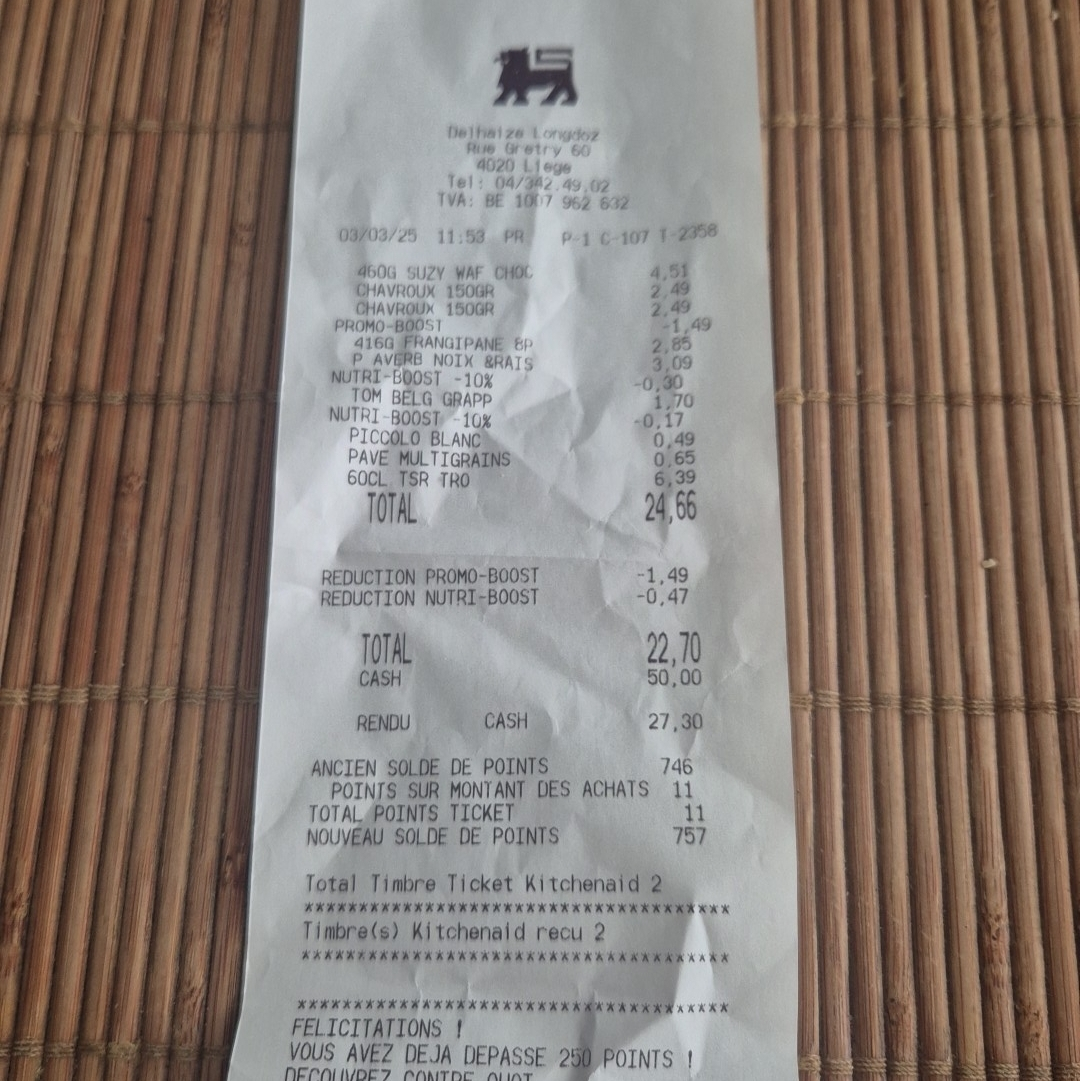 Delhaize Longdoz
Rue Gretry 60
4020 Liege
Tel: 04/342.49.02
TVA: BE 1007 962 632
03/03/25 11:53 PR P-1 C-107 T-2358
460G SUZY WAF CHOC 4,51
CHAVROUX 150GR 2,49
CHAVROUX 150GR 2,49
PROMO-BOOST -1,49
416G FRANGIPANE 8P 2,85
P AVERB NOIX &RAIS 3,09
NUTRI-BOOST -10% -0,30
TOM BELG GRAPP 1,70
NUTRI-BOOST -10% -0,17
PICCOLO BLANC 0,49
PAVE MULTIGRAINS 0,65
60CL TSR TRO 6,39
TOTAL 24,66
REDUCTION PROMO-BOOST -1,49
REDUCTION NUTRI-BOOST -0,47
TOTAL 22,70
CASH 50,00
RENDU CASH 27,30
ANCIEN SOLDE DE POINTS 746
POINTS SUR MONTANT DES ACHATS 11
TOTAL POINTS TICKET 11
NOUVEAU SOLDE DE POINTS 757
Total Timbre Ticket Kitchenaid 2
***************************************
Timbre(s) Kitchenaid recu 2
***************************************
***************************************
FELICITATIONS !
VOUS AVEZ DEJA DEPASSE 250 POINTS !
DECOUVREZ CONTRE QUOI